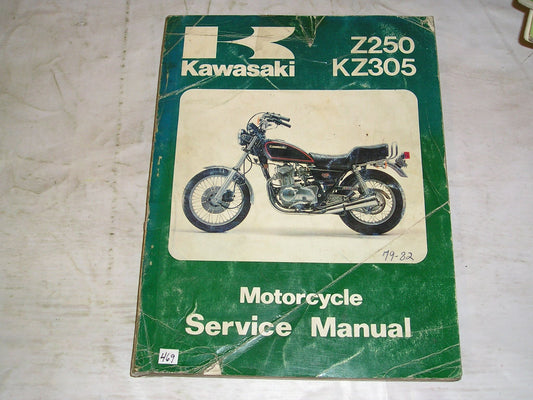 Z250
Kawasaki KZ305
79-82
Motorcycle
Service Manual
469